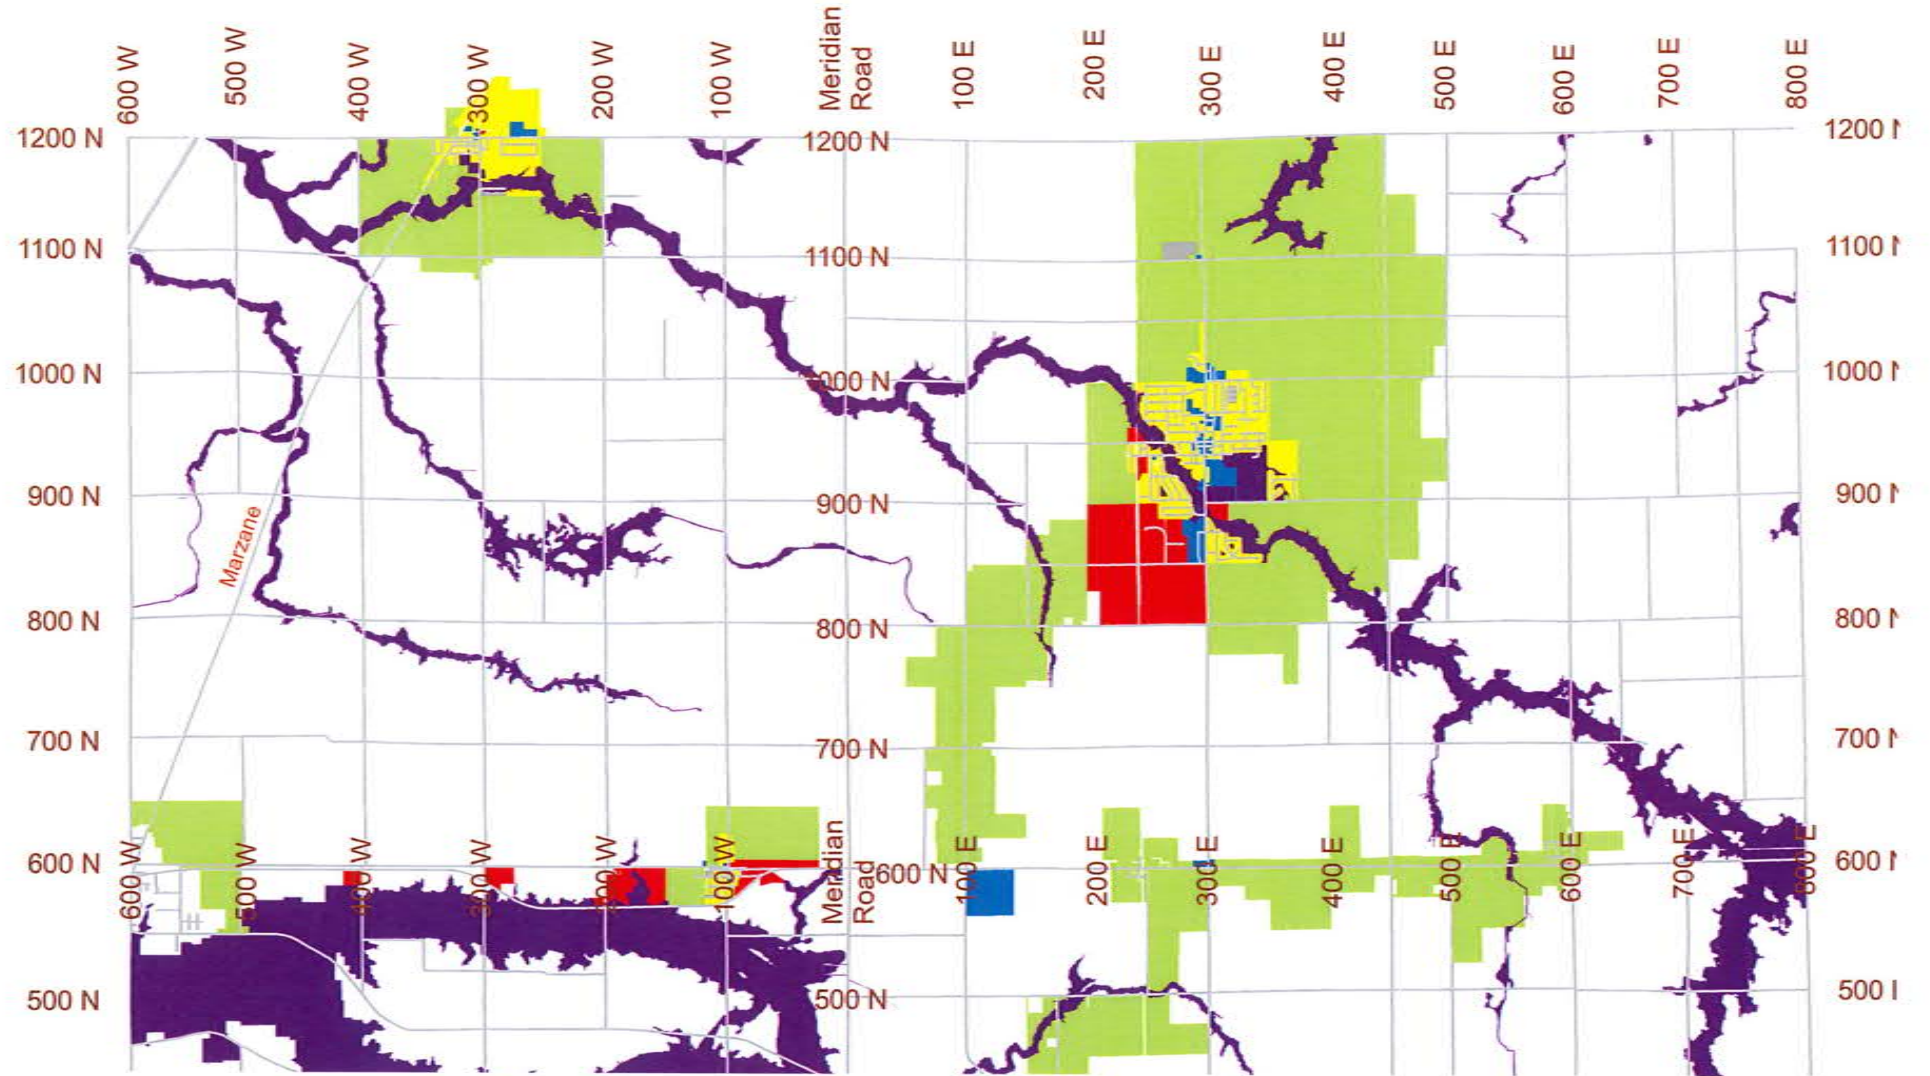 600 W
500 W
400 W
300 W
200 W
100 W
Meridian
Road
100 E
200 E
300 E
400 E
500 E
600 E
700 E
800 E
1200 N
1200 N
1200
1100 N
1100 N
1100
1000 N
000 N
1000
900 N
900 N
900
Marzane
800 N
800 N
800
700 N
700 N
700
600 N
600 W
500 W
400 W
300 W
200 W
100 W
Meridian
Road
600 N
100 E
200 E
300 E
400 E
500 E
600 E
700 E
800 E
600
500 N
500 N
500